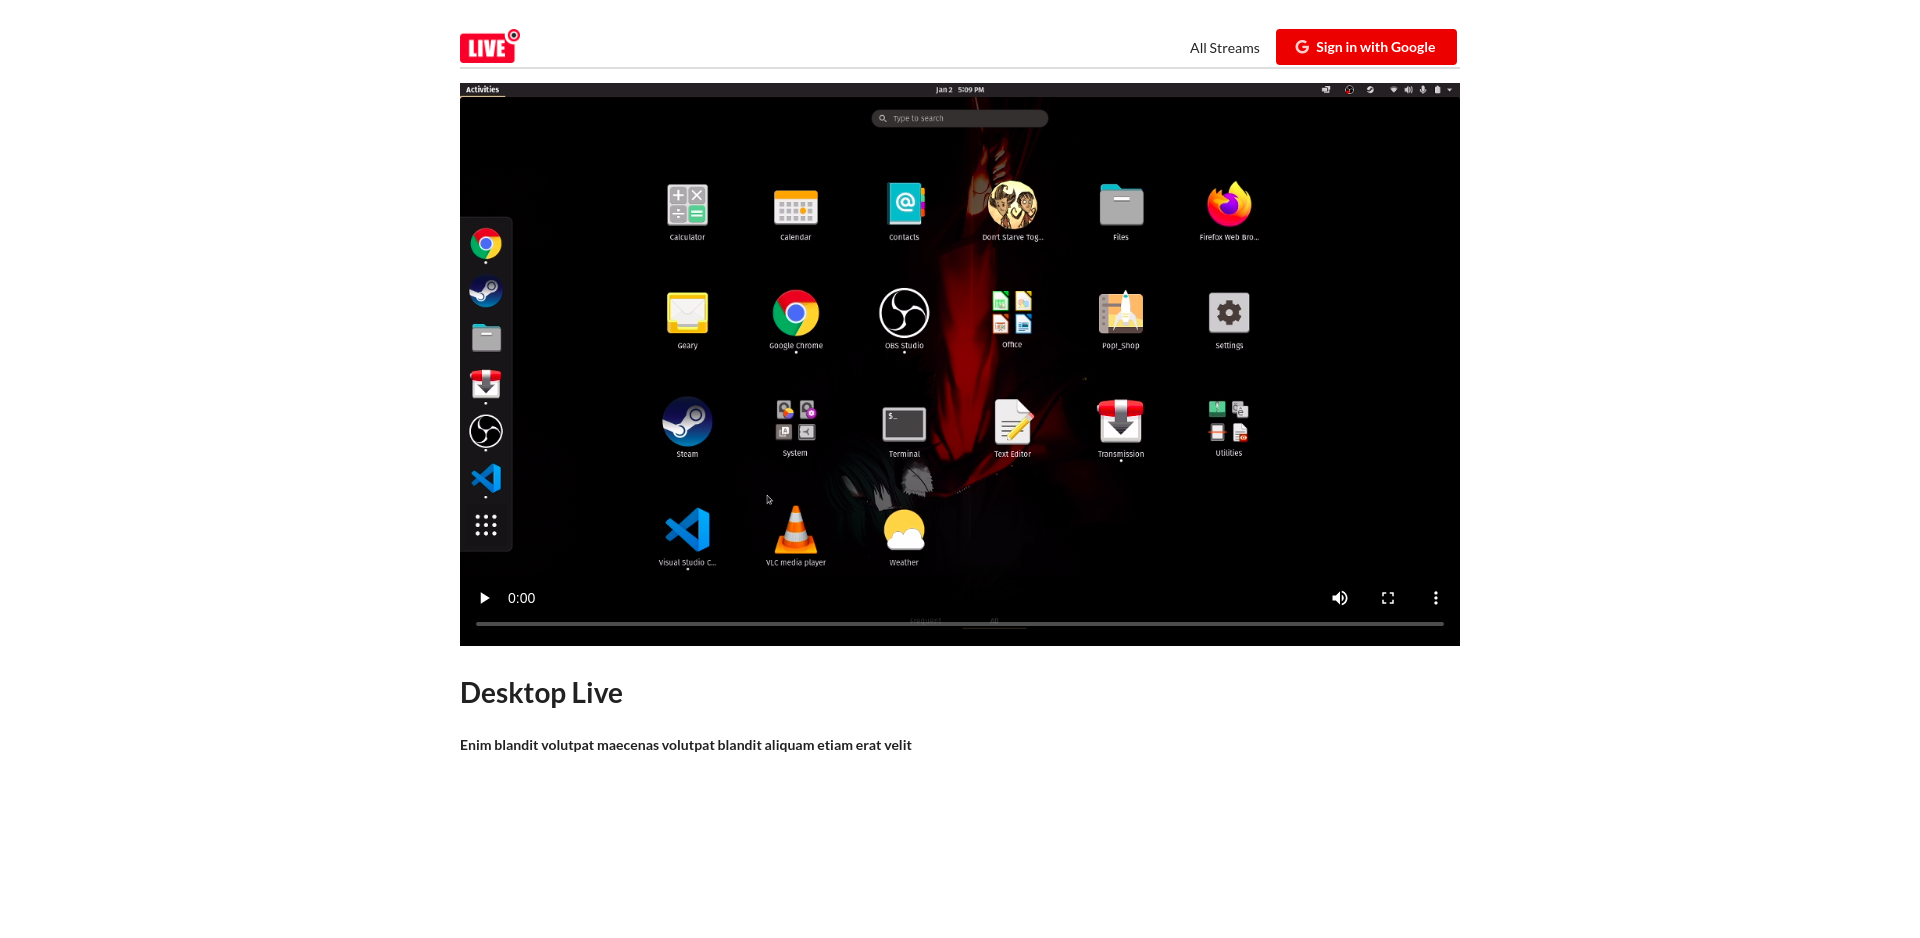 LIVE
All Streams
Sign in with Google
Activities
Jan 2 5:09 PM
Type to search
Calculator
Calendar
Contacts
Don't Starve Tog...
Files
Firefox Web Bro...
Geary
Google Chrome
OBS Studio
Office
Pop!_Shop
Settings
Steam
System
Terminal
Text Editor
Transmission
Utilities
Visual Studio C...
VLC media player
Weather
0:00
Frequent
All
Desktop Live
Enim blandit volutpat maecenas volutpat blandit aliquam etiam erat velit